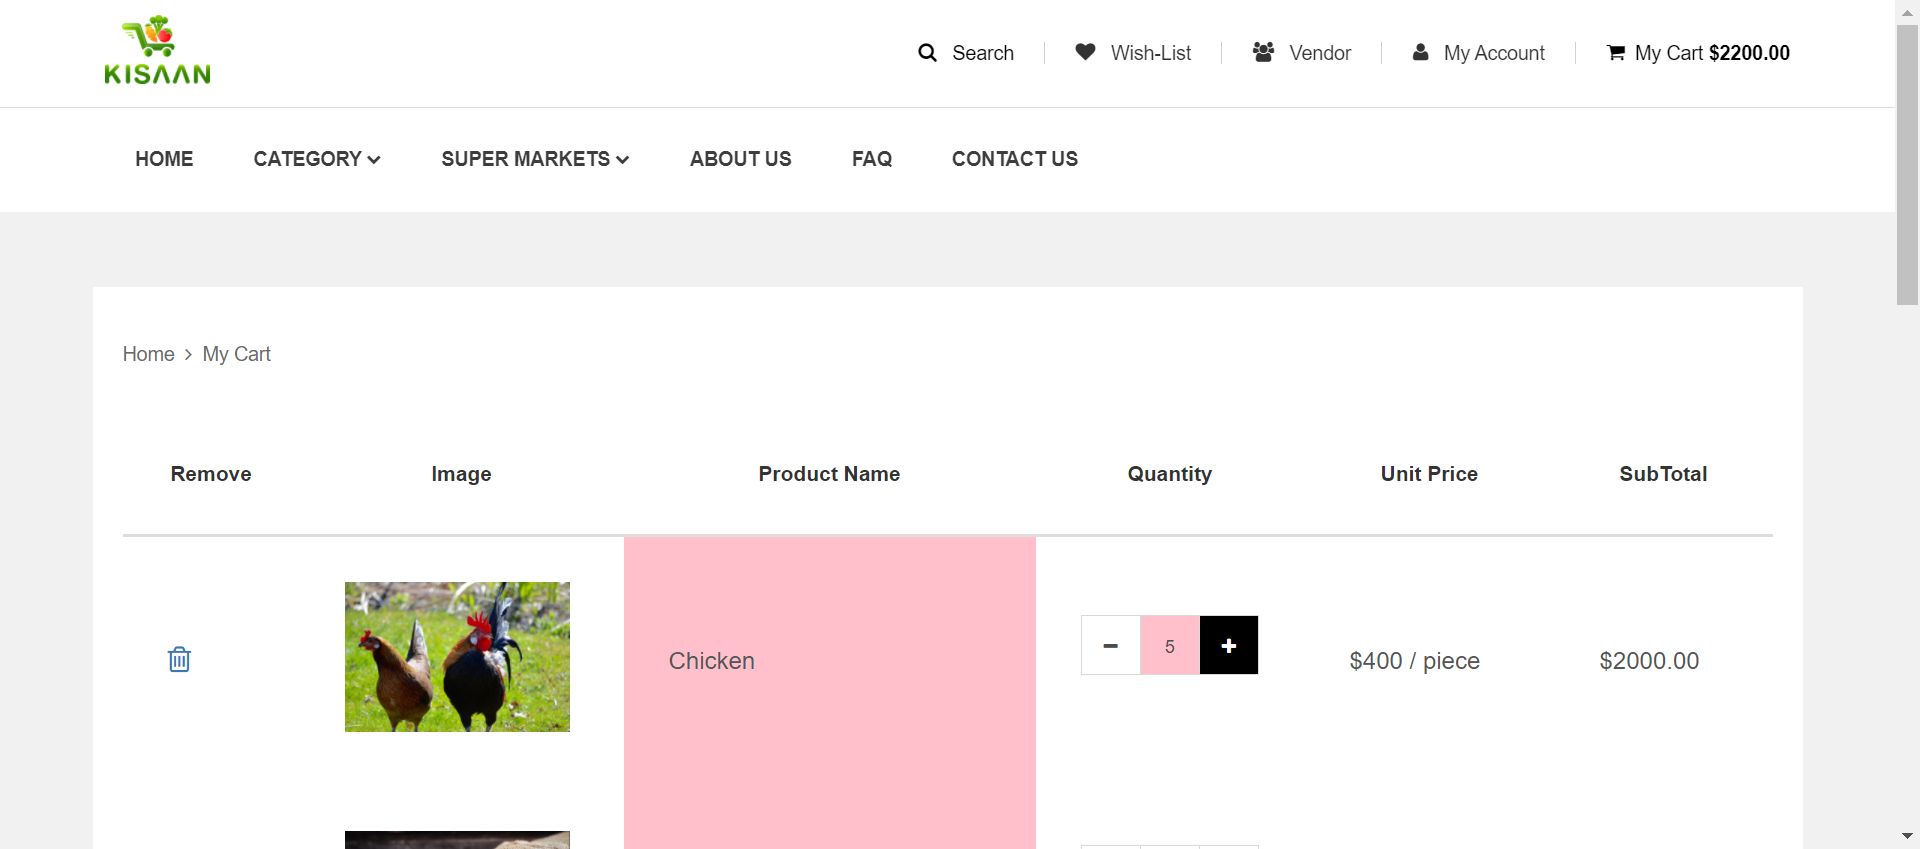 KISAAN
Search
Wish-List
Vendor
My Account
My Cart $2200.00
HOME
CATEGORY
SUPER MARKETS
ABOUT US
FAQ
CONTACT US
Home > My Cart
Remove
Image
Product Name
Quantity
Unit Price
SubTotal
Chicken
5
$400 / piece
$2000.00